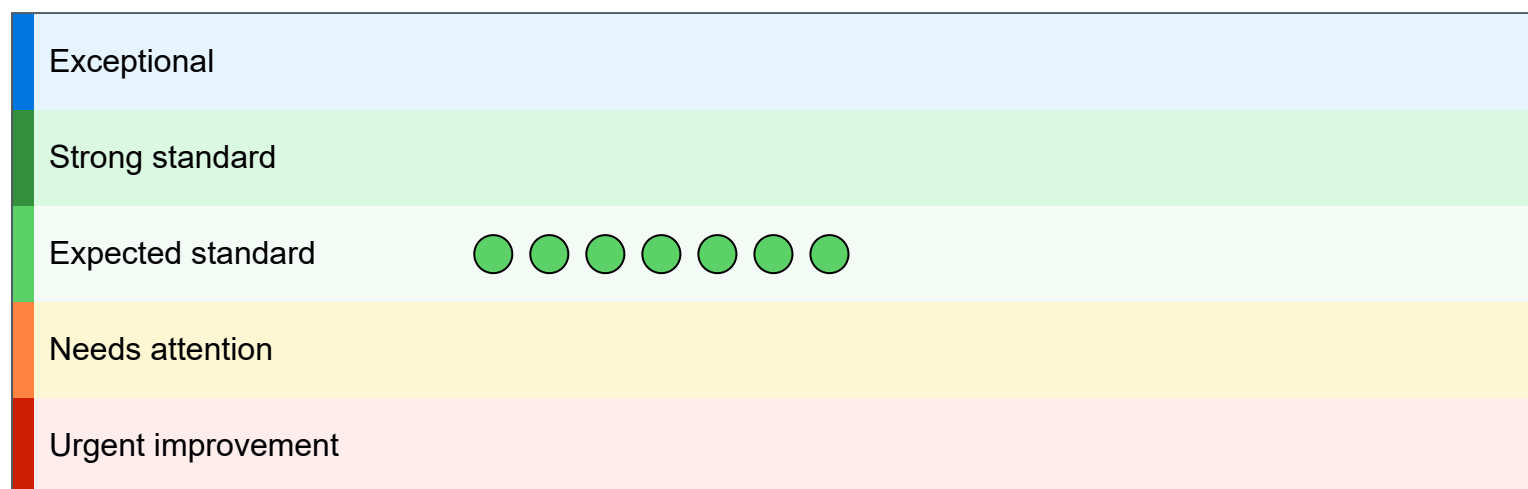 Exceptional
Strong standard
Expected standard
Needs attention
Urgent improvement